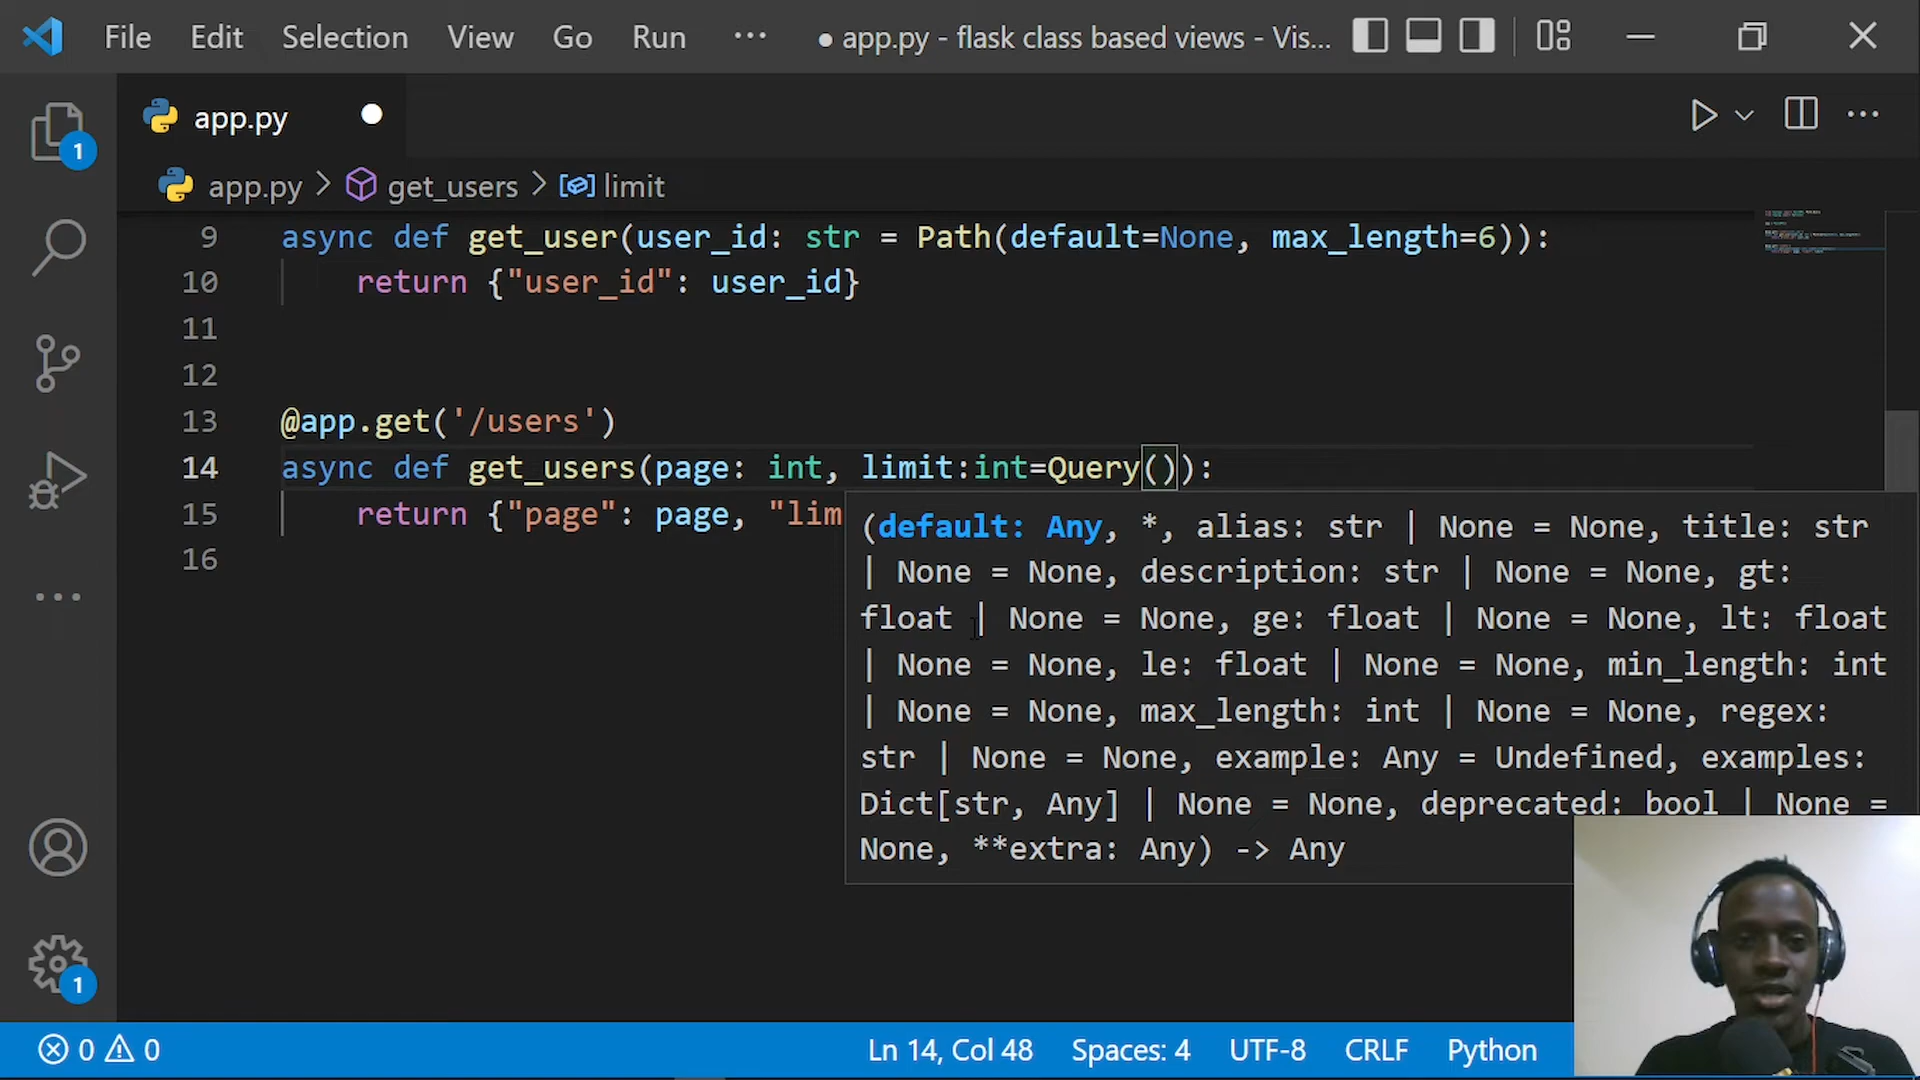 File Edit Selection View Go Run ··· ● app.py - flask class based views - Vis...
app.py
app.py > get_users > limit
1
9 async def get_user(user_id: str = Path(default=None, max_length=6)):
10 return {"user_id": user_id}
11
12
13 @app.get('/users')
14 async def get_users(page: int, limit:int=Query()):
15 return {"page": page, "lim
16
(default: Any, *, alias: str | None = None, title: str
| None = None, description: str | None = None, gt:
float | None = None, ge: float | None = None, lt: float
| None = None, le: float | None = None, min_length: int
| None = None, max_length: int | None = None, regex:
str | None = None, example: Any = Undefined, examples:
Dict[str, Any] | None = None, deprecated: bool | None =
None, **extra: Any) -> Any
1
0 0 Ln 14, Col 48 Spaces: 4 UTF-8 CRLF Python